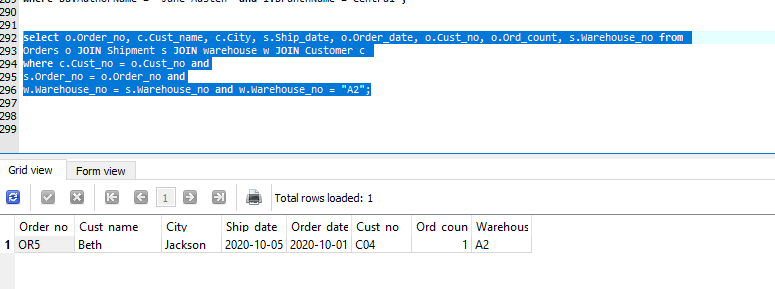 290
291
292 select o.Order_no, c.Cust_name, c.City, s.Ship_date, o.Order_date, o.Cust_no, o.Ord_count, s.Warehouse_no from
293 Orders o JOIN Shipment s JOIN warehouse w JOIN Customer c
294 where c.Cust_no = o.Cust_no and
295 s.Order_no = o.Order_no and
296 w.Warehouse_no = s.Warehouse_no and w.Warehouse_no = "A2";
297
298
299
Grid view Form view
1 Total rows loaded: 1
Order no Cust name City Ship date Order date Cust no Ord coun Warehous
1 OR5 Beth Jackson 2020-10-05 2020-10-01 C04 1 A2